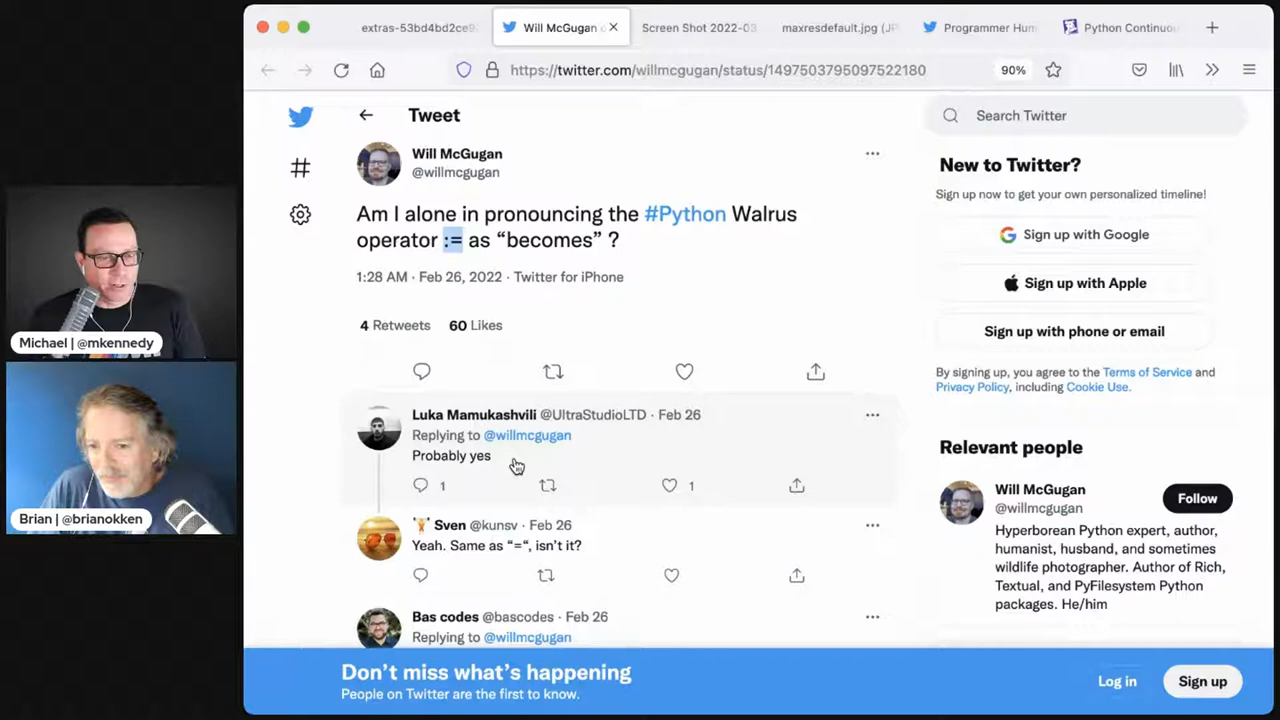 extras-53bd4bd2ce9
Will McGugan
Screen Shot 2022-03
maxresdefault.jpg (JP
Programmer Hum
Python Continuou
https://twitter.com/willmcgugan/status/1497503795097522180
90%
Tweet
Search Twitter
Will McGugan
@willmcgugan
Am I alone in pronouncing the #Python Walrus
operator := as “becomes” ?
1:28 AM · Feb 26, 2022 · Twitter for iPhone
4 Retweets 60 Likes
Luka Mamukashvili @UltraStudioLTD · Feb 26
Replying to @willmcgugan
Probably yes
1
1
Sven @kunsv · Feb 26
Yeah. Same as “=“, isn’t it?
Bas codes @bascodes · Feb 26
Replying to @willmcgugan
New to Twitter?
Sign up now to get your own personalized timeline!
Sign up with Google
Sign up with Apple
Sign up with phone or email
By signing up, you agree to the Terms of Service and
Privacy Policy, including Cookie Use.
Relevant people
Will McGugan
@willmcgugan
Follow
Hyperborean Python expert, author,
humanist, husband, and sometimes
wildlife photographer. Author of Rich,
Textual, and PyFilesystem Python
packages. He/him
Don’t miss what’s happening
People on Twitter are the first to know.
Log in
Sign up
Michael | @mkennedy
Brian | @brianokken